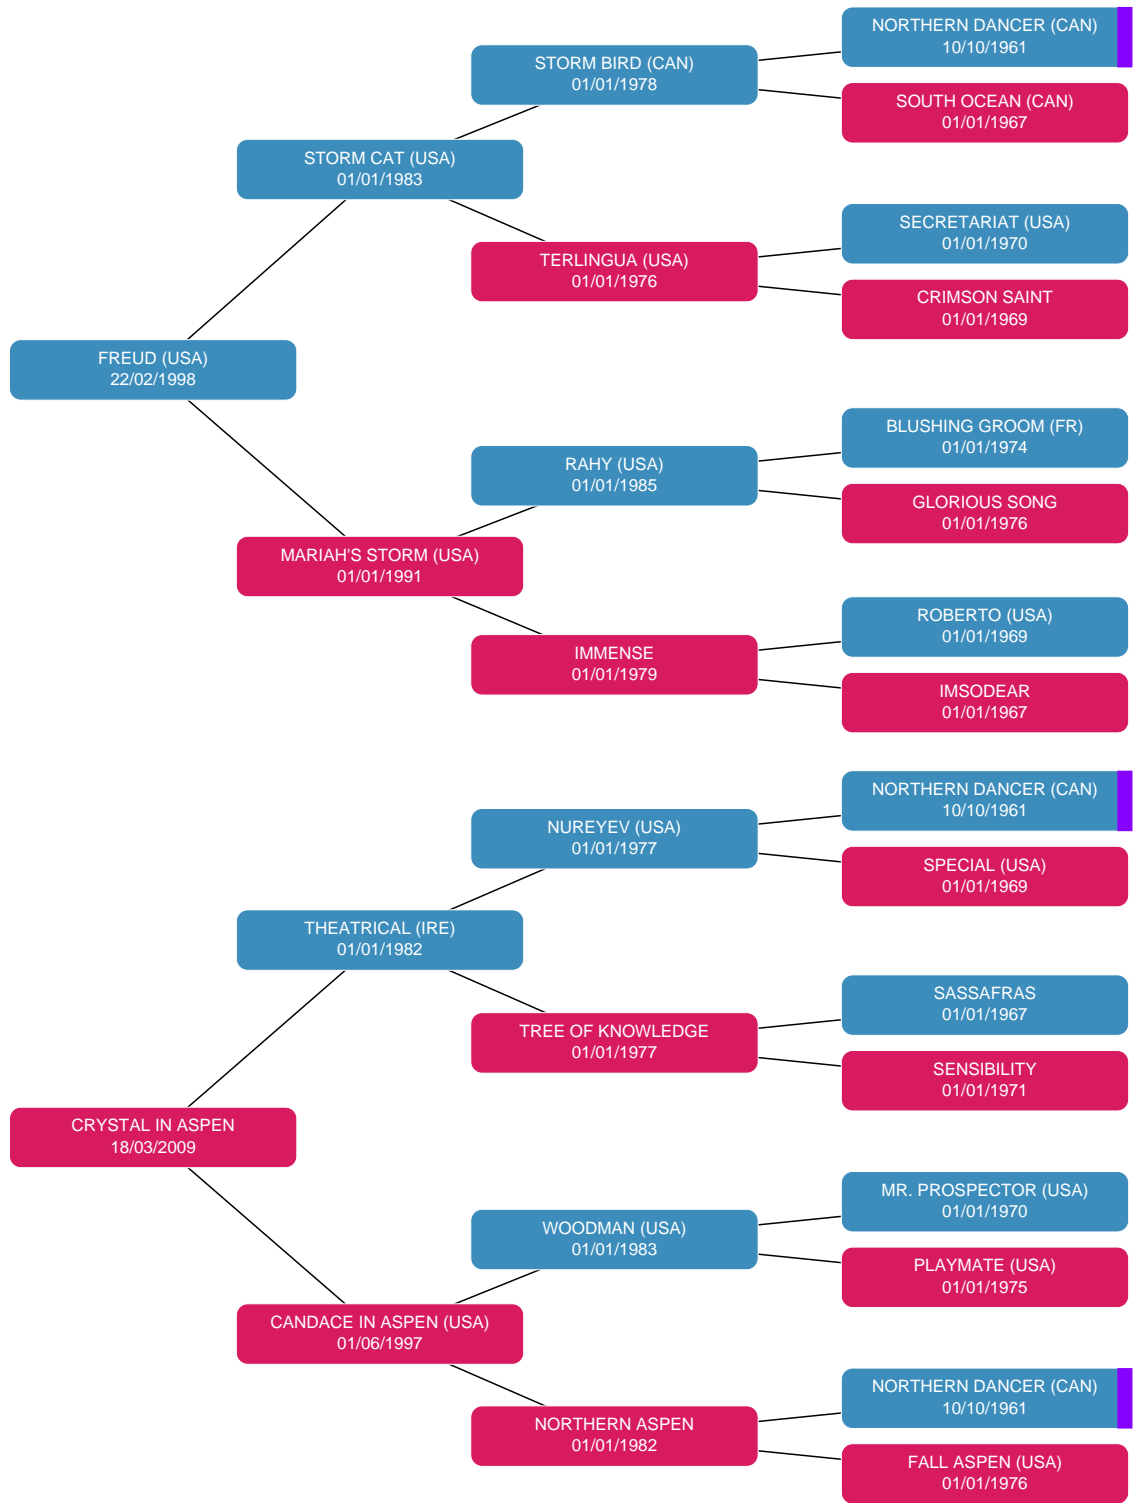 NORTHERN DANCER (CAN)
10/10/1961
STORM BIRD (CAN)
01/01/1978
SOUTH OCEAN (CAN)
01/01/1967
STORM CAT (USA)
01/01/1983
SECRETARIAT (USA)
01/01/1970
TERLINGUA (USA)
01/01/1976
CRIMSON SAINT
01/01/1969
FREUD (USA)
22/02/1998
BLUSHING GROOM (FR)
01/01/1974
RAHY (USA)
01/01/1985
GLORIOUS SONG
01/01/1976
MARIAH'S STORM (USA)
01/01/1991
ROBERTO (USA)
01/01/1969
IMMENSE
01/01/1979
IMSODEAR
01/01/1967
NORTHERN DANCER (CAN)
10/10/1961
NUREYEV (USA)
01/01/1977
SPECIAL (USA)
01/01/1969
THEATRICAL (IRE)
01/01/1982
SASSAFRAS
01/01/1967
TREE OF KNOWLEDGE
01/01/1977
SENSIBILITY
01/01/1971
CRYSTAL IN ASPEN
18/03/2009
MR. PROSPECTOR (USA)
01/01/1970
WOODMAN (USA)
01/01/1983
PLAYMATE (USA)
01/01/1975
CANDACE IN ASPEN (USA)
01/06/1997
NORTHERN DANCER (CAN)
10/10/1961
NORTHERN ASPEN
01/01/1982
FALL ASPEN (USA)
01/01/1976